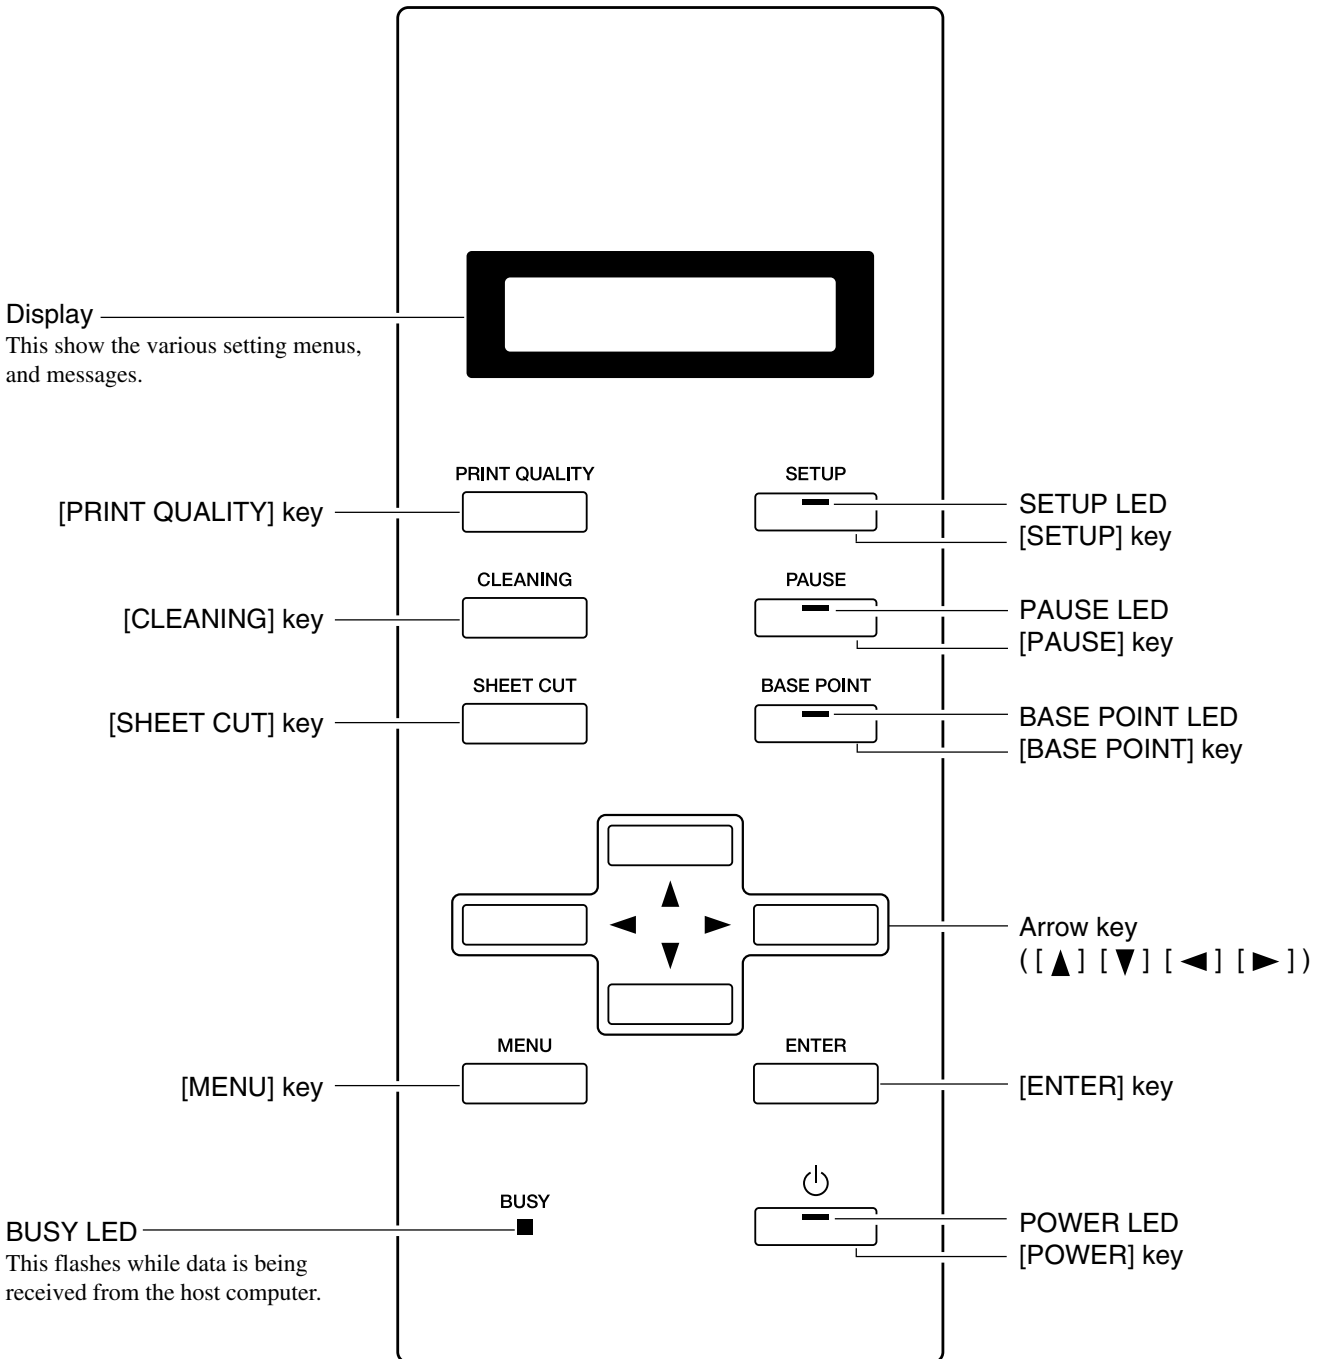 Display
This show the various setting menus,
and messages.
PRINT QUALITY
SETUP
[PRINT QUALITY] key
SETUP LED
[SETUP] key
CLEANING
PAUSE
[CLEANING] key
PAUSE LED
[PAUSE] key
SHEET CUT
BASE POINT
[SHEET CUT] key
BASE POINT LED
[BASE POINT] key
Arrow key
([▲] [▼] [◄] [►])
MENU
ENTER
[MENU] key
[ENTER] key
BUSY
BUSY LED
This flashes while data is being
received from the host computer.
POWER LED
[POWER] key